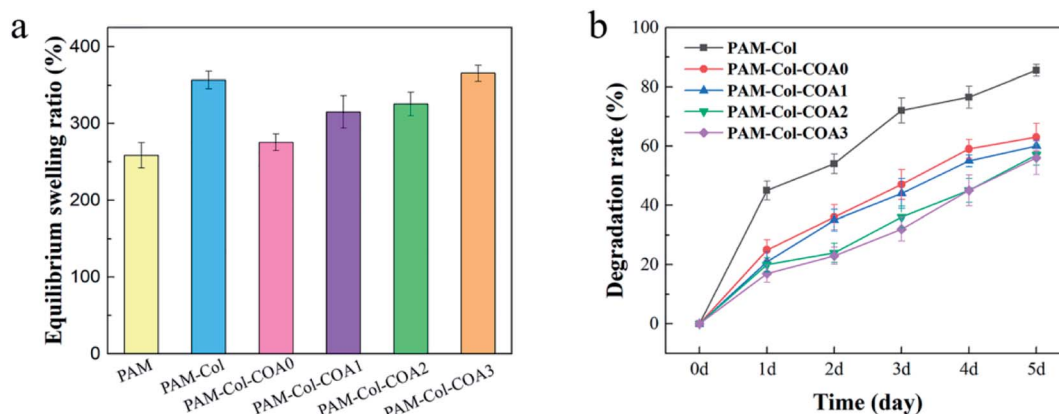 a
Equilibrium swelling ratio (%)
400
300
200
100
0
PAM
PAM-Col
PAM-Col-COA0
PAM-Col-COA1
PAM-Col-COA2
PAM-Col-COA3
b
Degradation rate (%)
100
80
60
40
20
0
PAM-Col
PAM-Col-COA0
PAM-Col-COA1
PAM-Col-COA2
PAM-Col-COA3
0d
1d
2d
3d
4d
5d
Time (day)